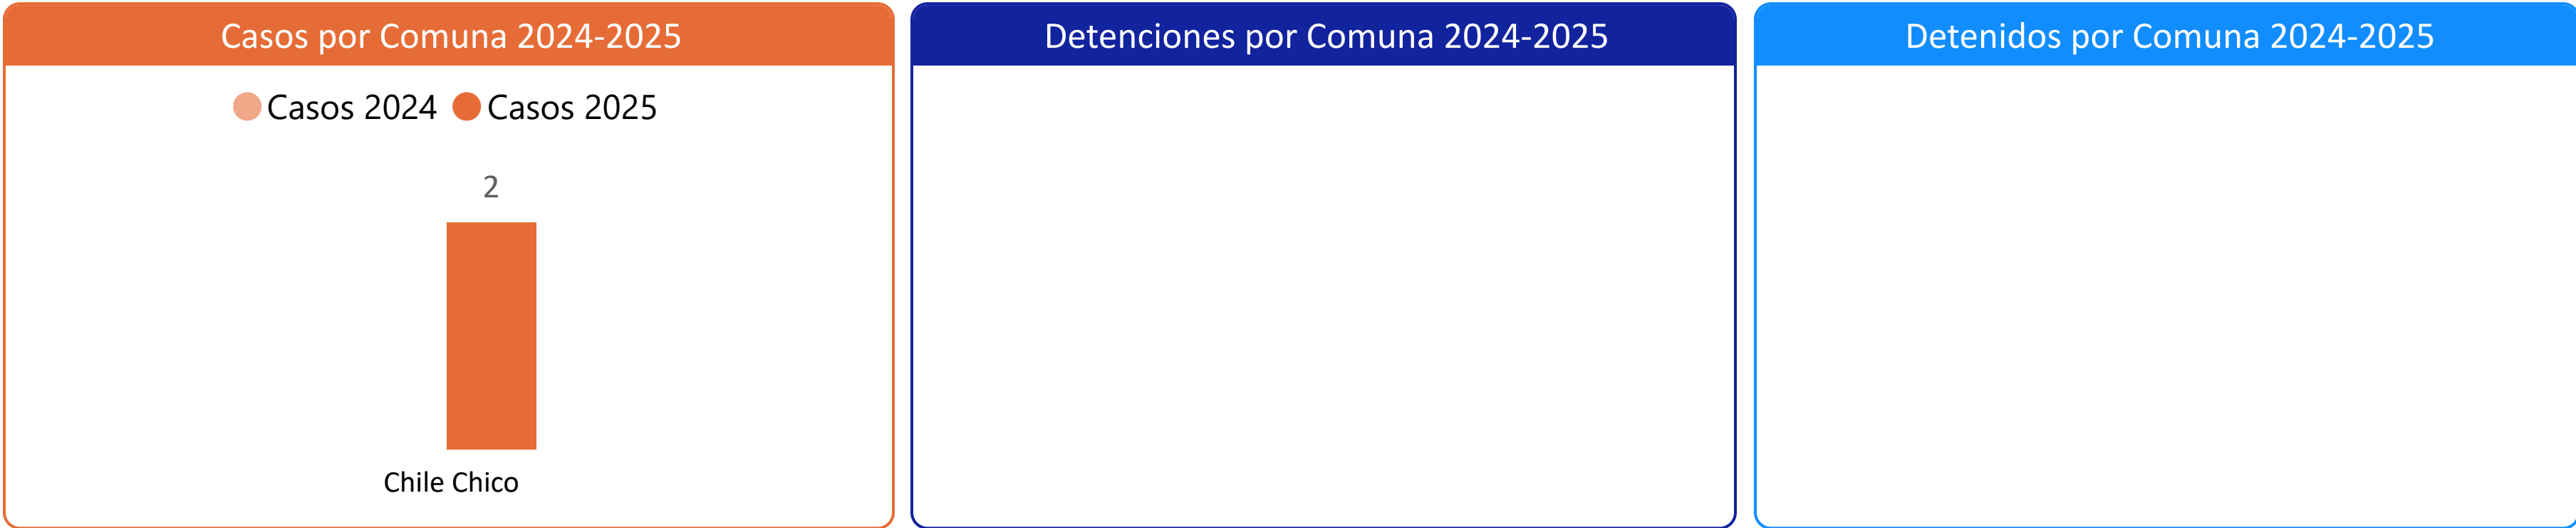 Casos por Comuna 2024-2025
Casos 2024 Casos 2025
2
Chile Chico
Detenciones por Comuna 2024-2025
Detenidos por Comuna 2024-2025